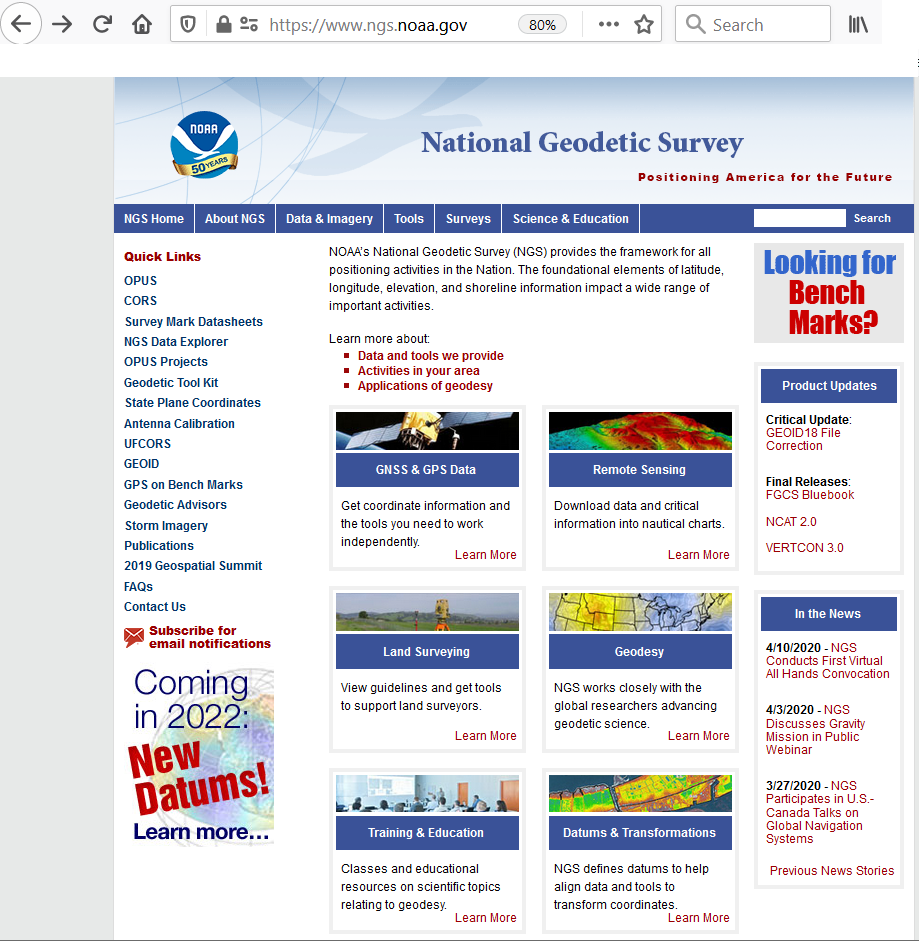 https://www.ngs.noaa.gov
80%
Search
NOAA
50 YEARS
National Geodetic Survey
Positioning America for the Future
NGS Home
About NGS
Data & Imagery
Tools
Surveys
Science & Education
Search
Quick Links
OPUS
CORS
Survey Mark Datasheets
NGS Data Explorer
OPUS Projects
Geodetic Tool Kit
State Plane Coordinates
Antenna Calibration
UFCORS
GEOID
GPS on Bench Marks
Geodetic Advisors
Storm Imagery
Publications
2019 Geospatial Summit
FAQs
Contact Us
Subscribe for
email notifications
Coming
in 2022:
New
Datums!
Learn more...
NOAA's National Geodetic Survey (NGS) provides the framework for all
positioning activities in the Nation. The foundational elements of latitude,
longitude, elevation, and shoreline information impact a wide range of
important activities.
Learn more about:
Data and tools we provide
Activities in your area
Applications of geodesy
GNSS & GPS Data
Get coordinate information and
the tools you need to work
independently.
Learn More
Remote Sensing
Download data and critical
information into nautical charts.
Learn More
Land Surveying
View guidelines and get tools
to support land surveyors.
Learn More
Geodesy
NGS works closely with the
global researchers advancing
geodetic science.
Learn More
Training & Education
Classes and educational
resources on scientific topics
relating to geodesy.
Learn More
Datums & Transformations
NGS defines datums to help
align data and tools to
transform coordinates.
Learn More
Looking for
Bench
Marks?
Product Updates
Critical Update:
GEOID18 File
Correction
Final Releases:
FGCS Bluebook
NCAT 2.0
VERTCON 3.0
In the News
4/10/2020 - NGS
Conducts First Virtual
All Hands Convocation
4/3/2020 - NGS
Discusses Gravity
Mission in Public
Webinar
3/27/2020 - NGS
Participates in U.S.-
Canada Talks on
Global Navigation
Systems
Previous News Stories